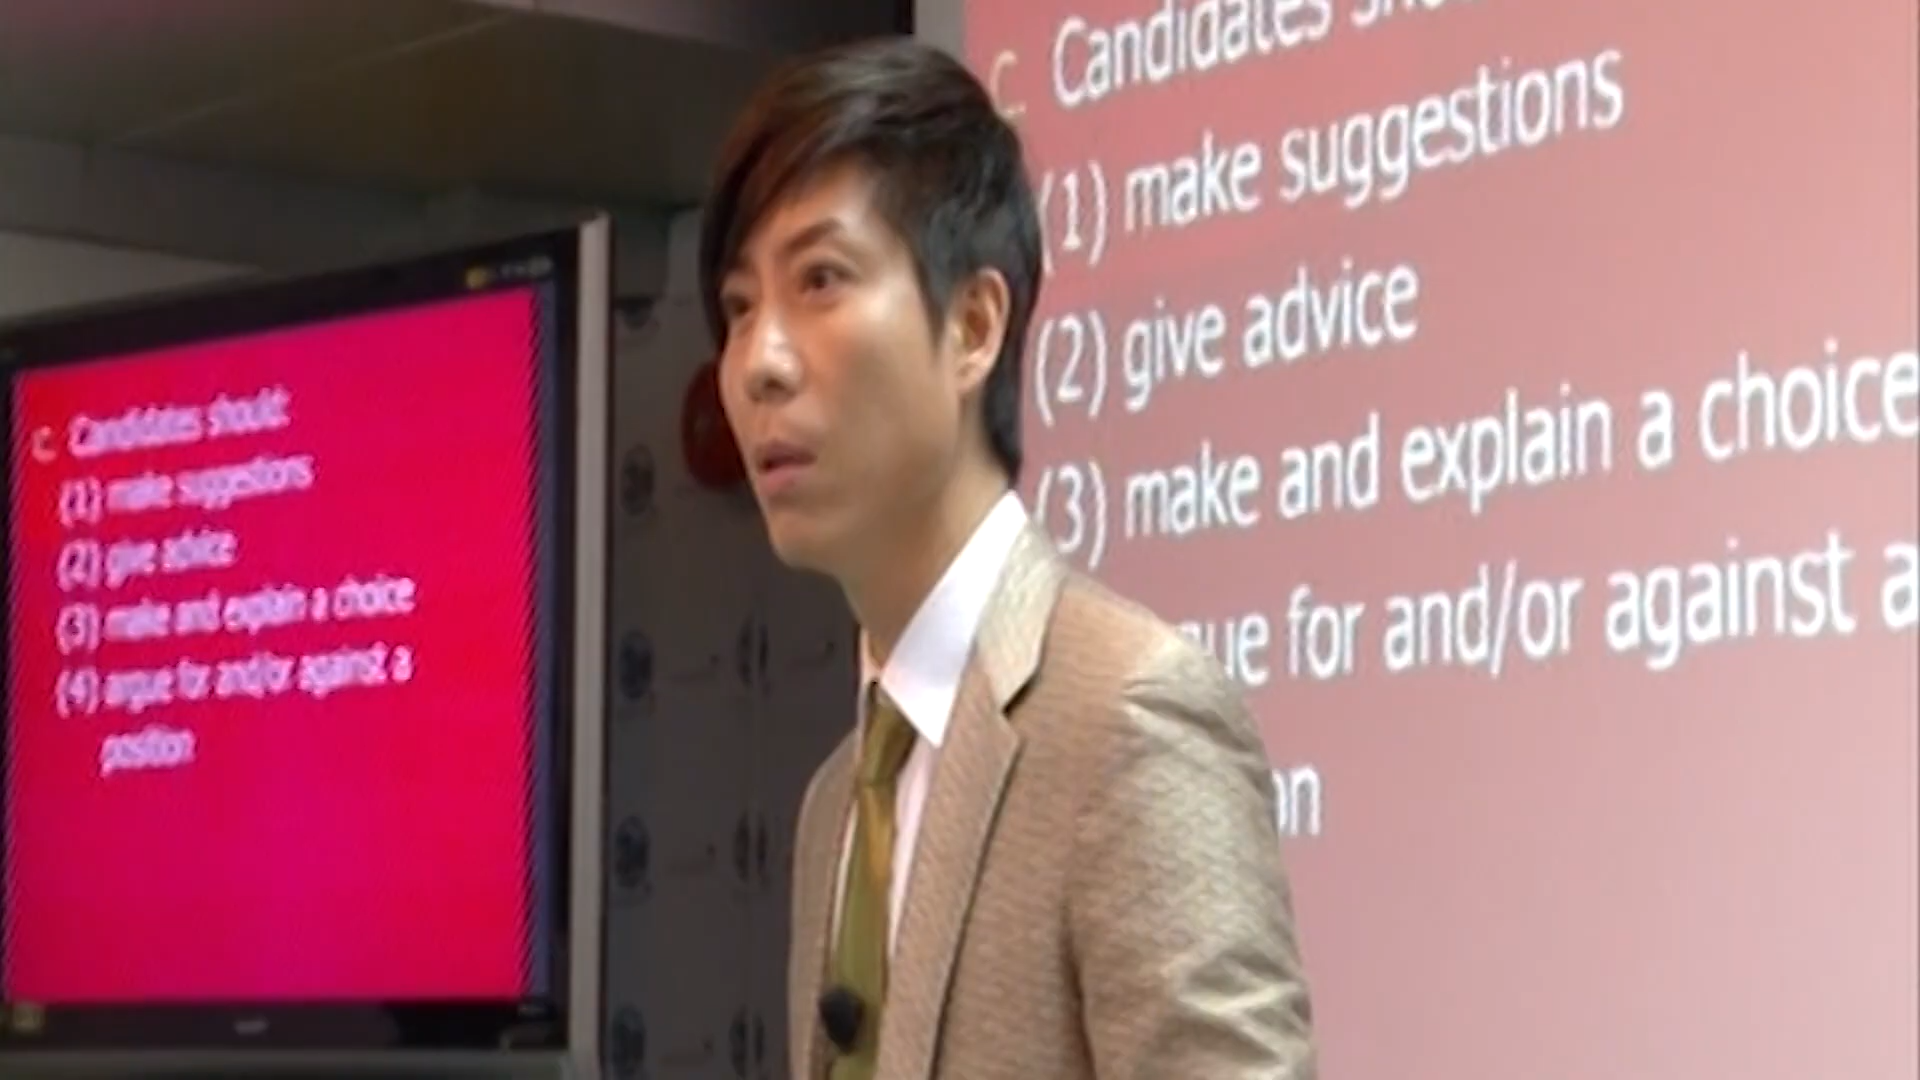 C. Candidates should:
(1) make suggestions
(2) give advice
(3) make and explain a choice
(4) argue for and/or against a
position
C. Candidates
(1) make suggestions
(2) give advice
(3) make and explain a choice
for and/or against a